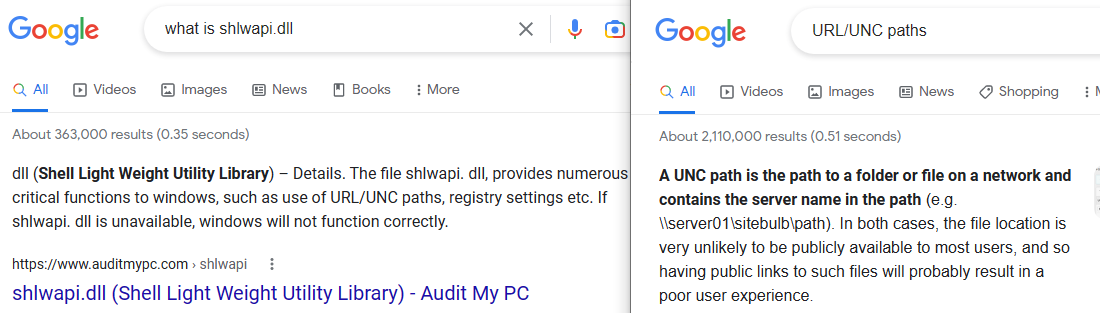 Google
what is shlwapi.dll
All
Videos
Images
News
Books
More
About 363,000 results (0.35 seconds)
dll (Shell Light Weight Utility Library) – Details. The file shlwapi. dll, provides numerous
critical functions to windows, such as use of URL/UNC paths, registry settings etc. If
shlwapi. dll is unavailable, windows will not function correctly.
https://www.auditmypc.com › shlwapi
shlwapi.dll (Shell Light Weight Utility Library) - Audit My PC
Google
URL/UNC paths
All
Videos
Images
News
Shopping
About 2,110,000 results (0.51 seconds)
A UNC path is the path to a folder or file on a network and
contains the server name in the path (e.g.
\\server01\sitebulb\path). In both cases, the file location is
very unlikely to be publicly available to most users, and so
having public links to such files will probably result in a
poor user experience.